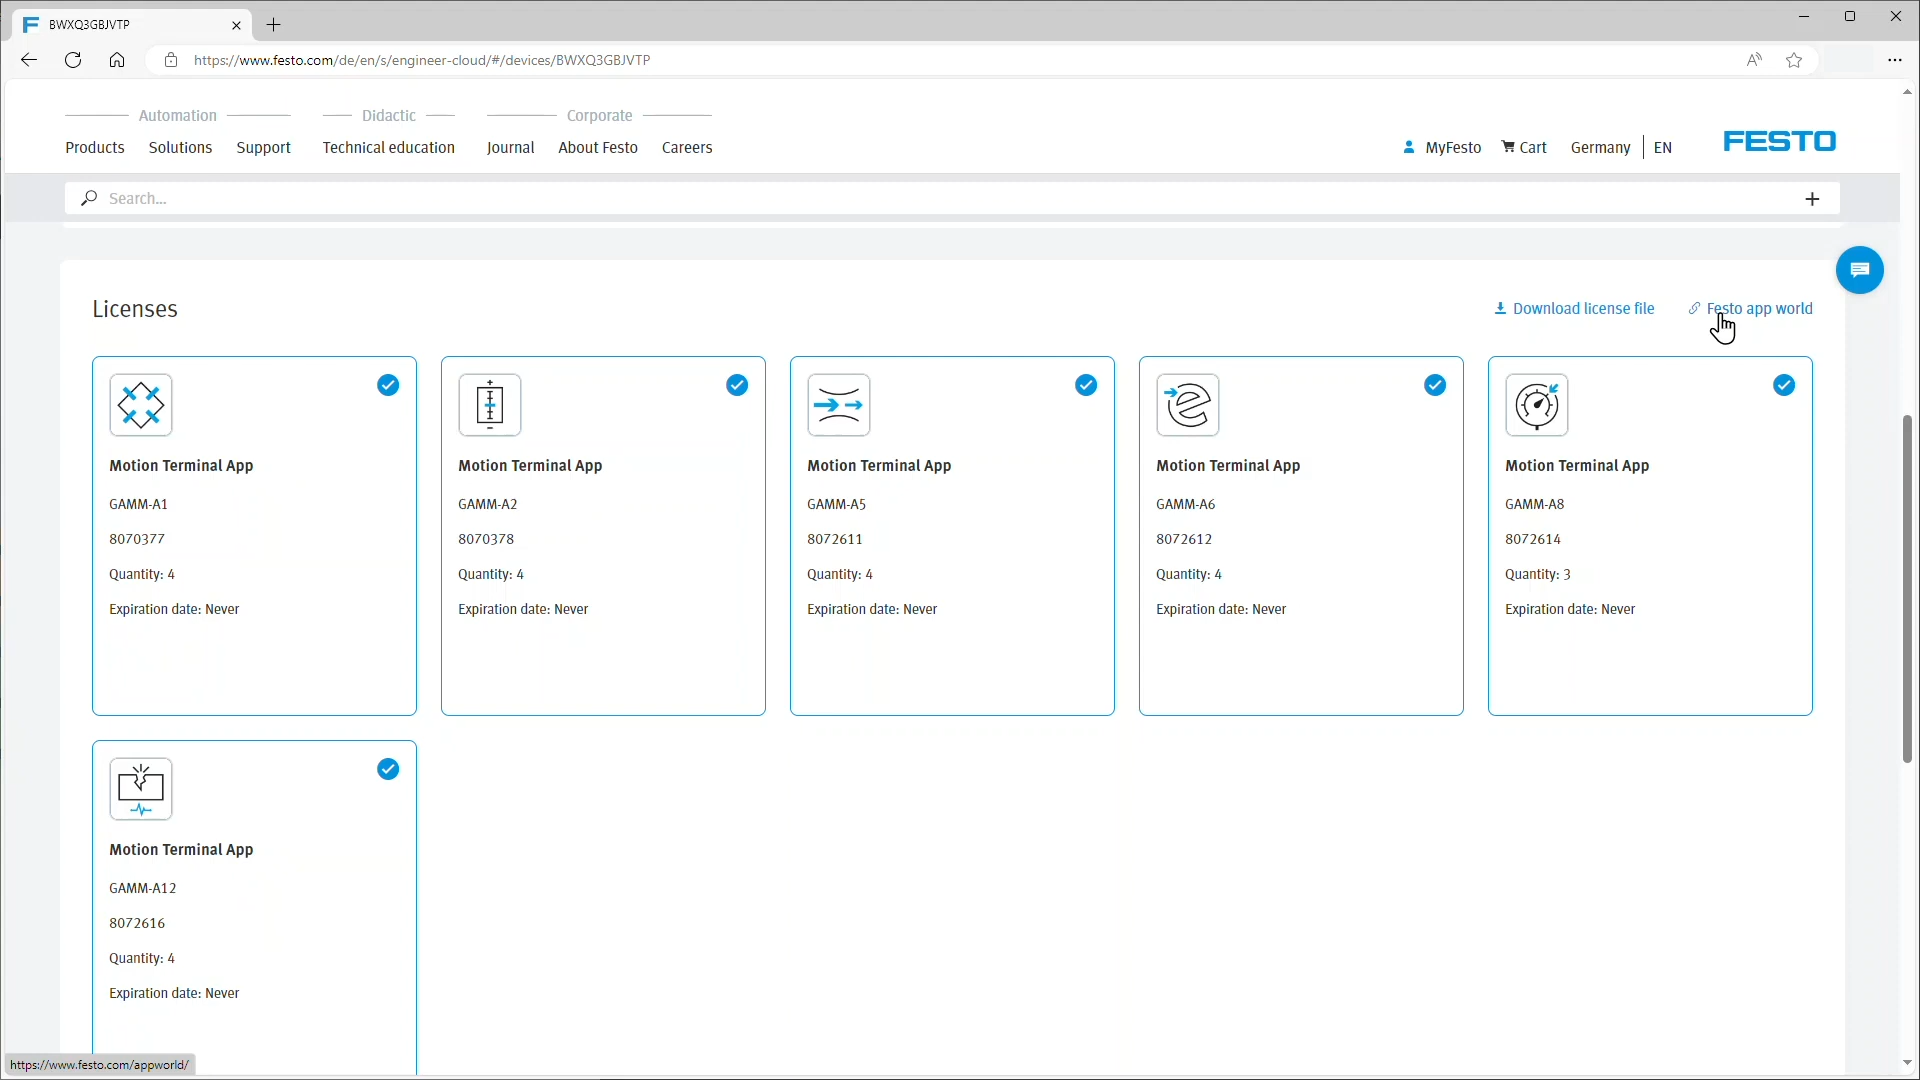 BWXQ3GBJVTP
https://www.festo.com/de/en/s/engineer-cloud/#/devices/BWXQ3GBJVTP
Automation Didactic Corporate
Products Solutions Support Technical education Journal About Festo Careers
MyFesto Cart Germany EN
FESTO
Search...
Licenses
Download license file
Festo app world
Motion Terminal App
GAMM-A1
8070377
Quantity: 4
Expiration date: Never
Motion Terminal App
GAMM-A2
8070378
Quantity: 4
Expiration date: Never
Motion Terminal App
GAMM-A5
8072611
Quantity: 4
Expiration date: Never
Motion Terminal App
GAMM-A6
8072612
Quantity: 4
Expiration date: Never
Motion Terminal App
GAMM-A8
8072614
Quantity: 3
Expiration date: Never
Motion Terminal App
GAMM-A12
8072616
Quantity: 4
Expiration date: Never
https://www.festo.com/appworld/